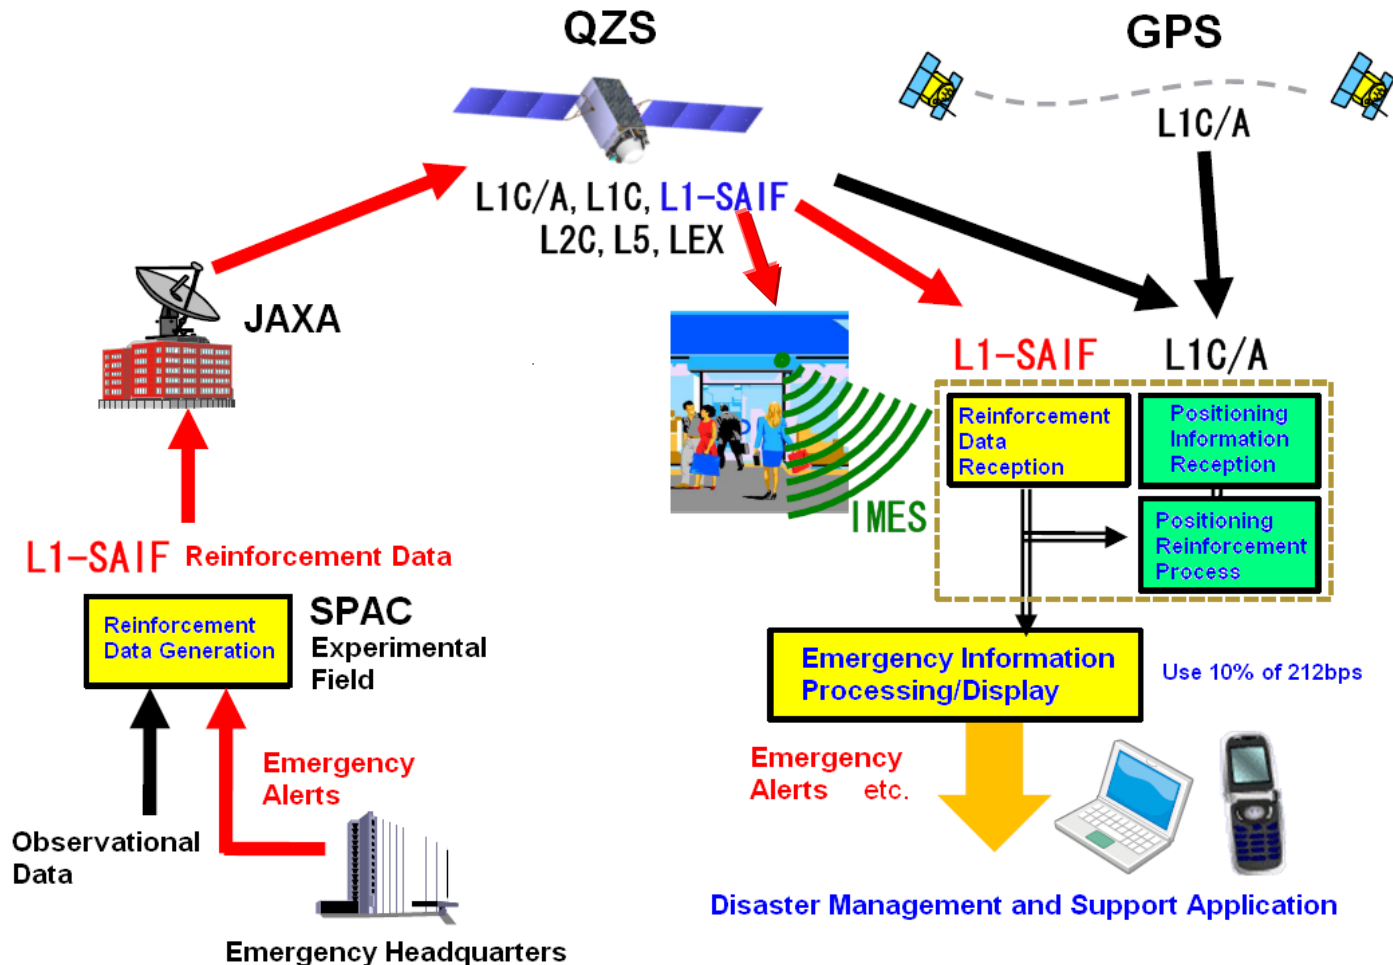 QZS
GPS
L1C/A
L1C/A, L1C, L1-SAIF
L2C, L5, LEX
JAXA
L1-SAIF
L1C/A
Reinforcement
Data
Reception
Positioning
Information
Reception
IMES
Positioning
Reinforcement
Process
L1-SAIF Reinforcement Data
Reinforcement
Data Generation
SPAC
Experimental
Field
Emergency Information
Processing/Display
Use 10% of 212bps
Emergency
Alerts
Emergency
Alerts etc.
Observational
Data
Disaster Management and Support Application
Emergency Headquarters